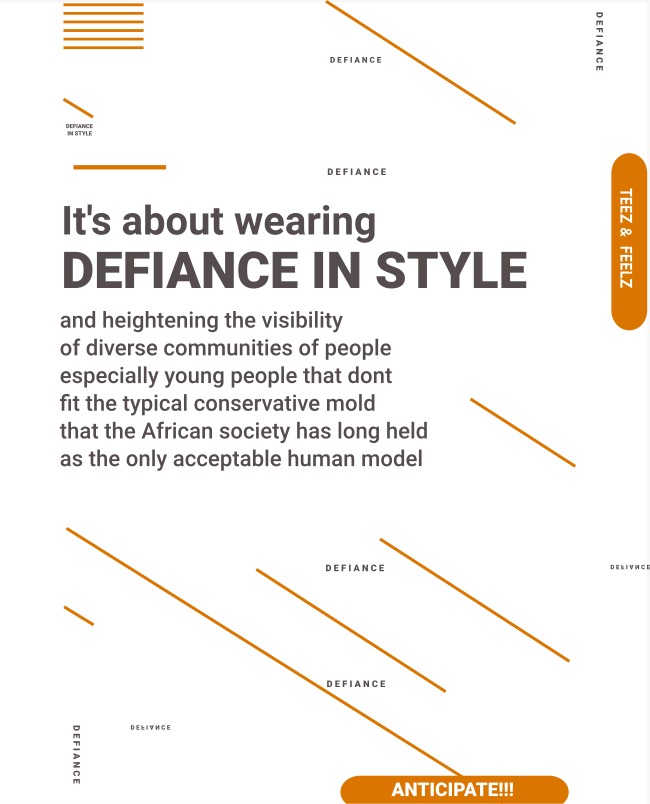 DEFIANCE
DEFIANCE
DEFIANCE
IN STYLE
DEFIANCE
TEEZ & FEELZ
It's about wearing
DEFIANCE IN STYLE
and heightening the visibility
of diverse communities of people
especially young people that dont
fit the typical conservative mold
that the African society has long held
as the only acceptable human model
DEFIANCE
DEFIANCE
DEFIANCE
DEFIANCE
DEFIANCE
ANTICIPATE!!!